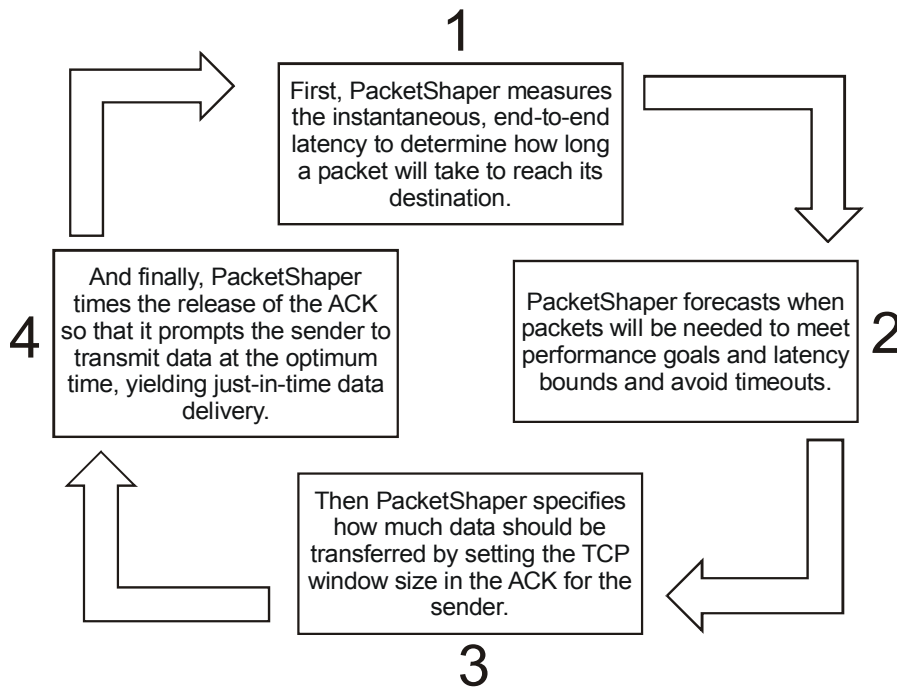 1
First, PacketShaper measures
the instantaneous, end-to-end
latency to determine how long
a packet will take to reach its
destination.
2
PacketShaper forecasts when
packets will be needed to meet
performance goals and latency
bounds and avoid timeouts.
3
Then PacketShaper specifies
how much data should be
transferred by setting the TCP
window size in the ACK for the
sender.
4
And finally, PacketShaper
times the release of the ACK
so that it prompts the sender to
transmit data at the optimum
time, yielding just-in-time data
delivery.